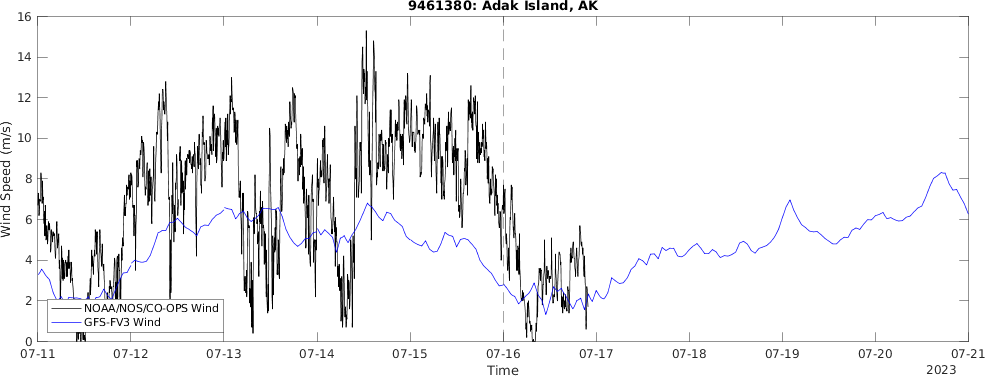 9461380: Adak Island, AK
Wind Speed (m/s)
16
14
12
10
8
6
4
2
0
NOAA/NOS/CO-OPS Wind
GFS-FV3 Wind
07-11 07-12 07-13 07-14 07-15 07-16 07-17 07-18 07-19 07-20 07-21
Time
2023